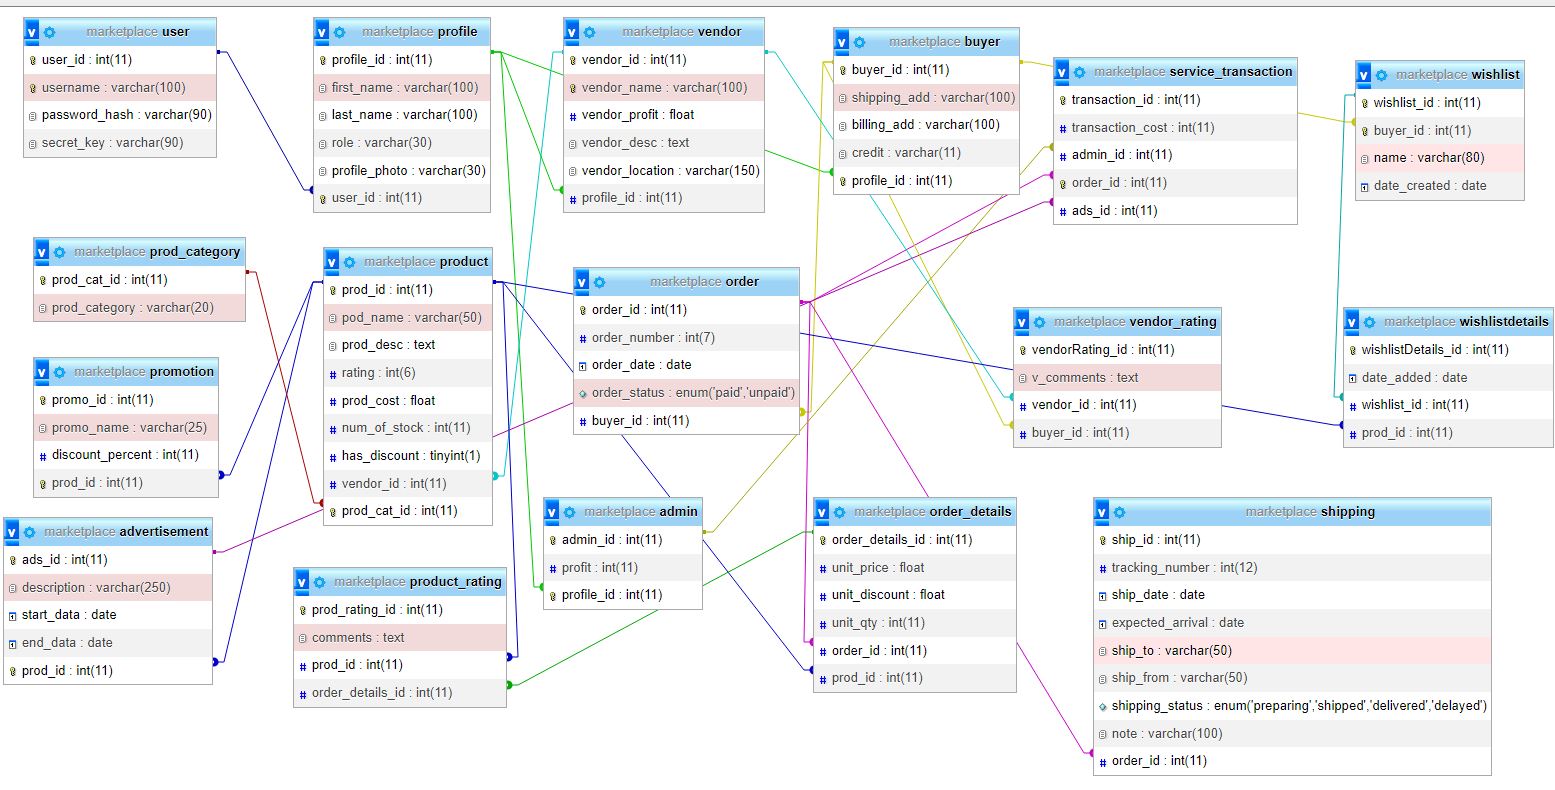 marketplace user
user_id : int(11)
username : varchar(100)
password_hash : varchar(90)
secret_key : varchar(90)
marketplace profile
profile_id : int(11)
first_name : varchar(100)
last_name : varchar(100)
role : varchar(30)
profile_photo : varchar(30)
user_id : int(11)
marketplace vendor
vendor_id : int(11)
vendor_name : varchar(100)
vendor_profit : float
vendor_desc : text
vendor_location : varchar(150)
profile_id : int(11)
marketplace buyer
buyer_id : int(11)
shipping_add : varchar(100)
billing_add : varchar(100)
credit : varchar(11)
profile_id : int(11)
marketplace service_transaction
transaction_id : int(11)
transaction_cost : int(11)
admin_id : int(11)
order_id : int(11)
ads_id : int(11)
marketplace wishlist
wishlist_id : int(11)
buyer_id : int(11)
name : varchar(80)
date_created : date
marketplace prod_category
prod_cat_id : int(11)
prod_category : varchar(20)
marketplace product
prod_id : int(11)
pod_name : varchar(50)
prod_desc : text
rating : int(6)
prod_cost : float
num_of_stock : int(11)
has_discount : tinyint(1)
vendor_id : int(11)
prod_cat_id : int(11)
marketplace order
order_id : int(11)
order_number : int(7)
order_date : date
order_status : enum('paid','unpaid')
buyer_id : int(11)
marketplace vendor_rating
vendorRating_id : int(11)
v_comments : text
vendor_id : int(11)
buyer_id : int(11)
marketplace wishlistdetails
wishlistDetails_id : int(11)
date_added : date
wishlist_id : int(11)
prod_id : int(11)
marketplace promotion
promo_id : int(11)
promo_name : varchar(25)
discount_percent : int(11)
prod_id : int(11)
marketplace advertisement
ads_id : int(11)
description : varchar(250)
start_data : date
end_data : date
prod_id : int(11)
marketplace product_rating
prod_rating_id : int(11)
comments : text
prod_id : int(11)
order_details_id : int(11)
marketplace admin
admin_id : int(11)
profit : int(11)
profile_id : int(11)
marketplace order_details
order_details_id : int(11)
unit_price : float
unit_discount : float
unit_qty : int(11)
order_id : int(11)
prod_id : int(11)
marketplace shipping
ship_id : int(11)
tracking_number : int(12)
ship_date : date
expected_arrival : date
ship_to : varchar(50)
ship_from : varchar(50)
shipping_status : enum('preparing','shipped','delivered','delayed')
note : varchar(100)
order_id : int(11)